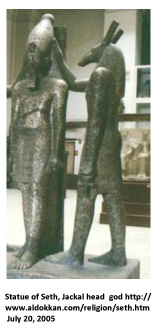 Statue of Seth, Jackal head  god http://
www.aldokkan.com/religion/seth.htm
July 20, 2005